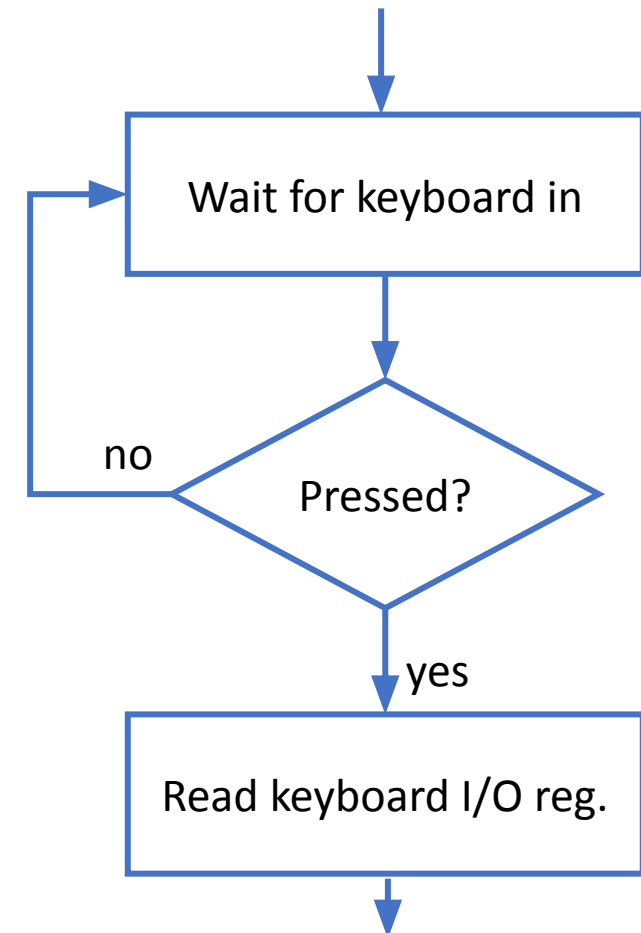 Wait for keyboard in
no
Pressed?
yes
Read keyboard I/O reg.